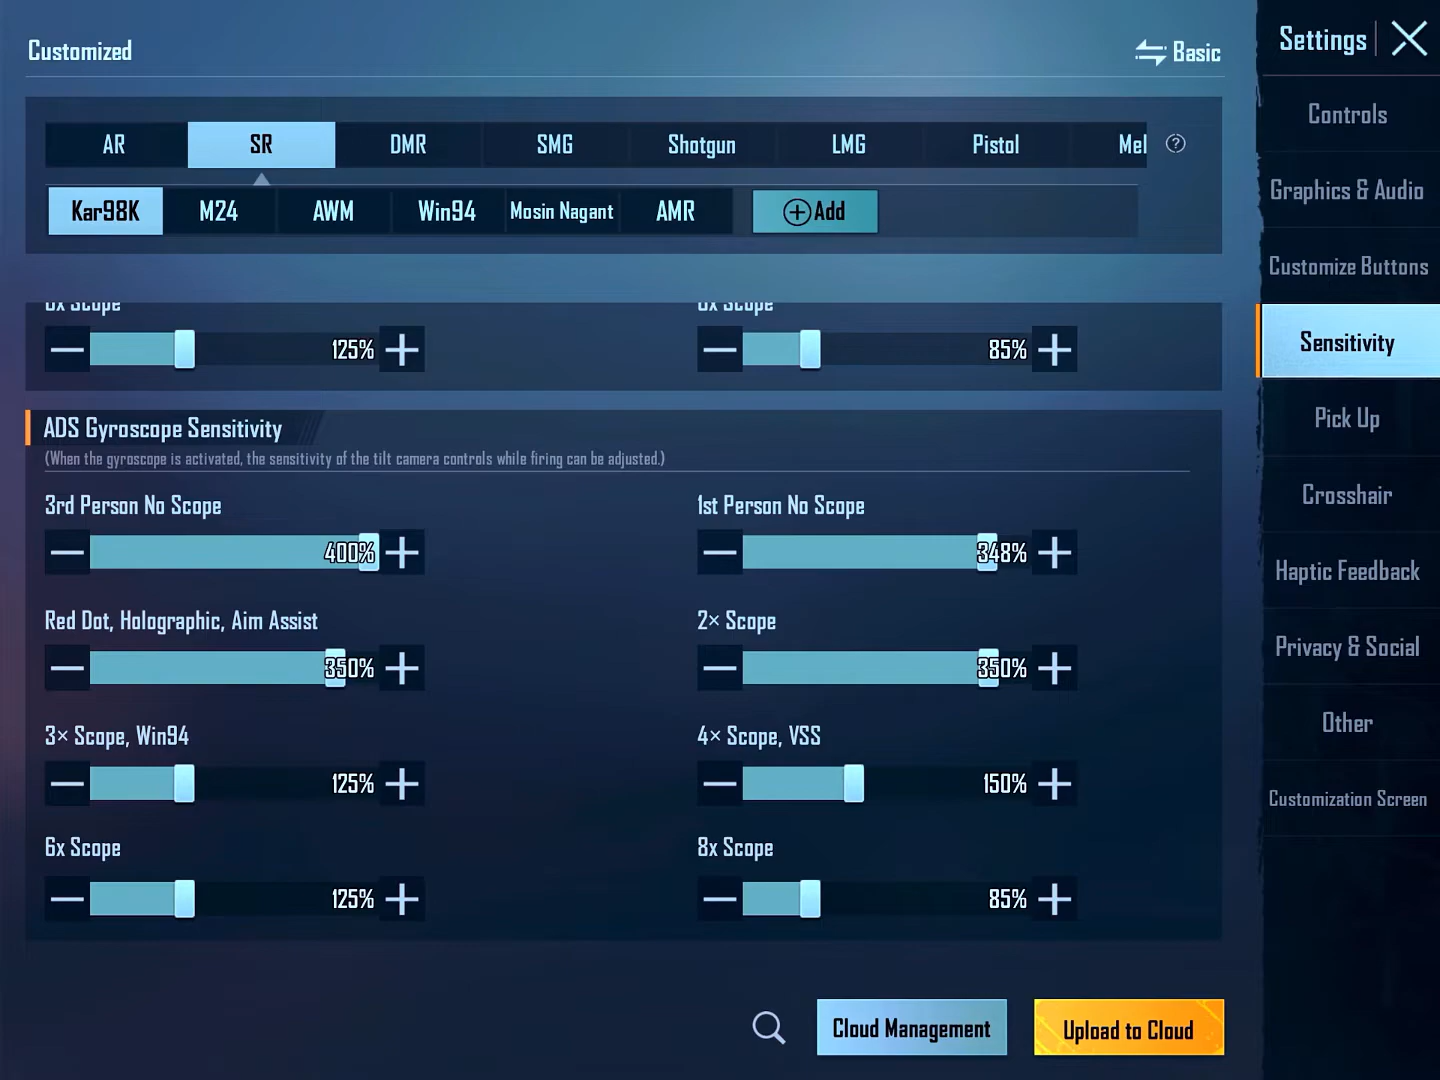 Customized
Basic
Settings
AR
SR
DMR
SMG
Shotgun
LMG
Pistol
Mel
?
Kar98K
M24
AWM
Win94
Mosin Nagant
AMR
Add
Scope
Scope
125%
85%
ADS Gyroscope Sensitivity
(When the gyroscope is activated, the sensitivity of the tilt camera controls while firing can be adjusted.)
3rd Person No Scope
1st Person No Scope
400%
348%
Red Dot, Holographic, Aim Assist
2× Scope
350%
350%
3× Scope, Win94
4× Scope, VSS
125%
150%
6x Scope
8x Scope
125%
85%
Cloud Management
Upload to Cloud
Controls
Graphics & Audio
Customize Buttons
Sensitivity
Pick Up
Crosshair
Haptic Feedback
Privacy & Social
Other
Customization Screen